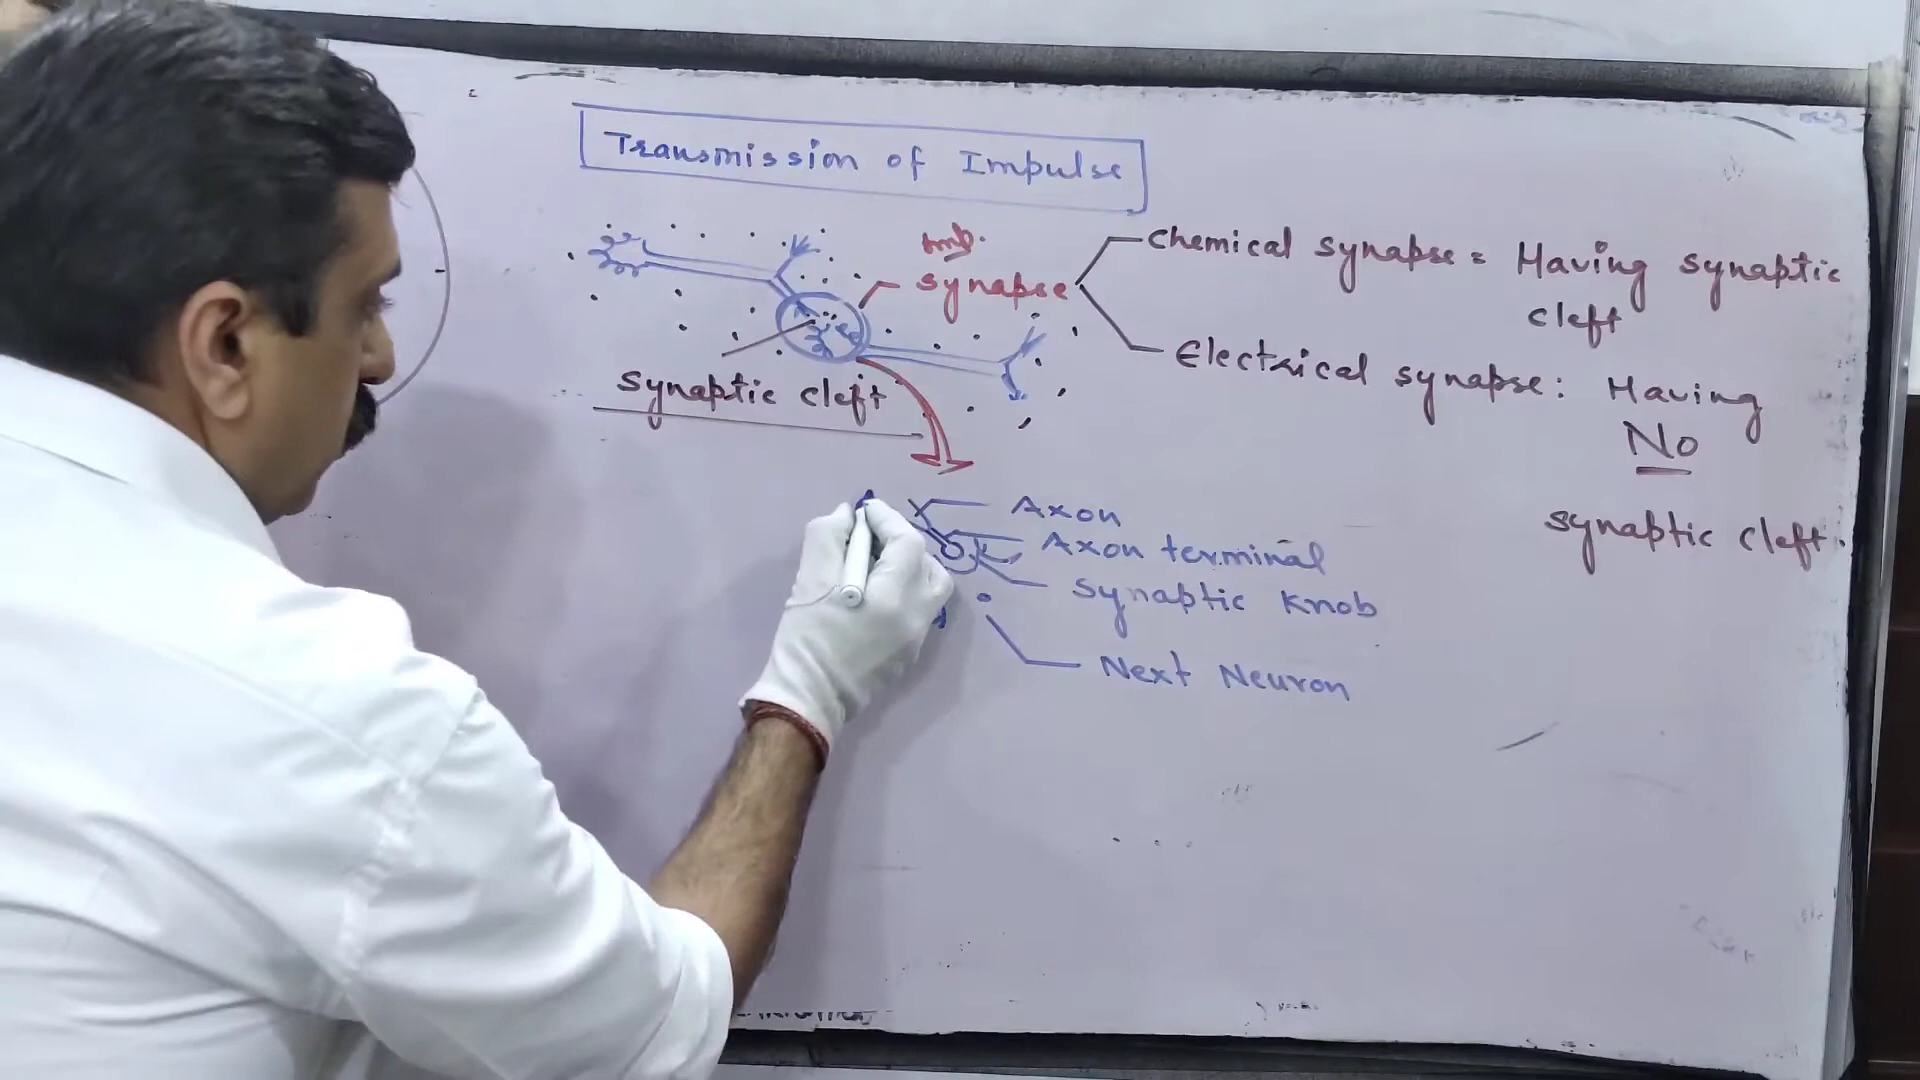 Transmission of Impulse
Imp.
synapse
Chemical synapse = Having synaptic
cleft
Electrical synapse : Having
No
synaptic cleft.
synaptic cleft
Axon
Axon terminal
synaptic Knob
Next Neuron